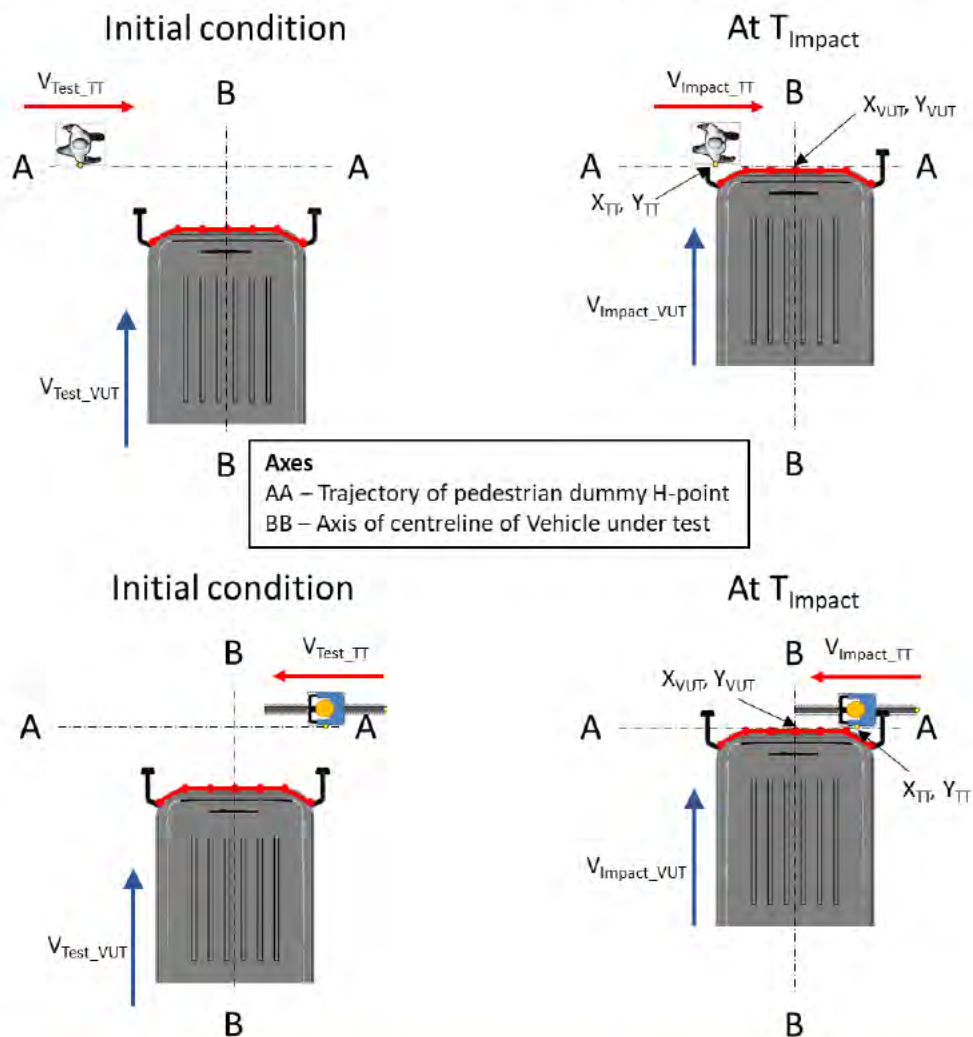 Initial condition
At T_Impact
V_Test_TT
B
V_Impact_TT
B
X_VUT, Y_VUT
A
A
A
A
X_TT, Y_TT
V_Impact_VUT
V_Test_VUT
B
B
Axes
AA – Trajectory of pedestrian dummy H-point
BB – Axis of centreline of Vehicle under test
Initial condition
At T_Impact
B
V_Test_TT
B
V_Impact_TT
X_VUT, Y_VUT
A
A
A
A
X_TT, Y_TT
V_Impact_VUT
V_Test_VUT
B
B